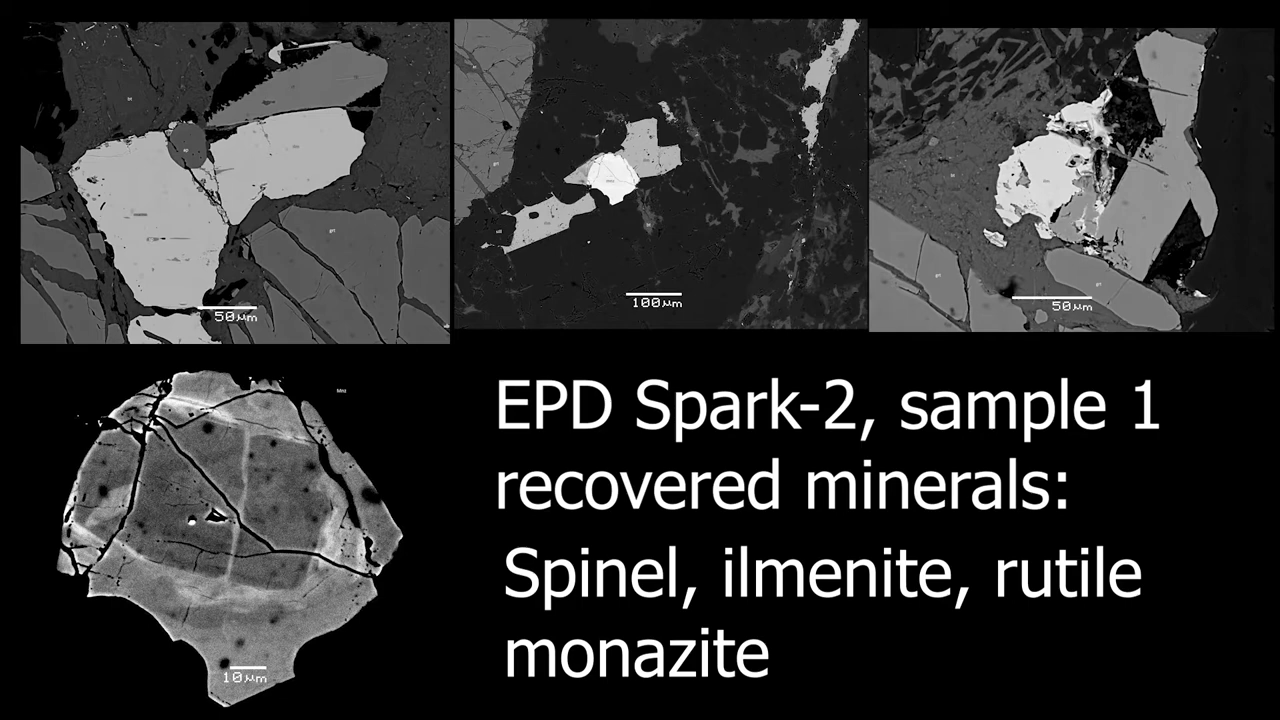 50µm
100µm
50µm
EPD Spark-2, sample 1
recovered minerals:
Spinel, ilmenite, rutile
monazite
10µm